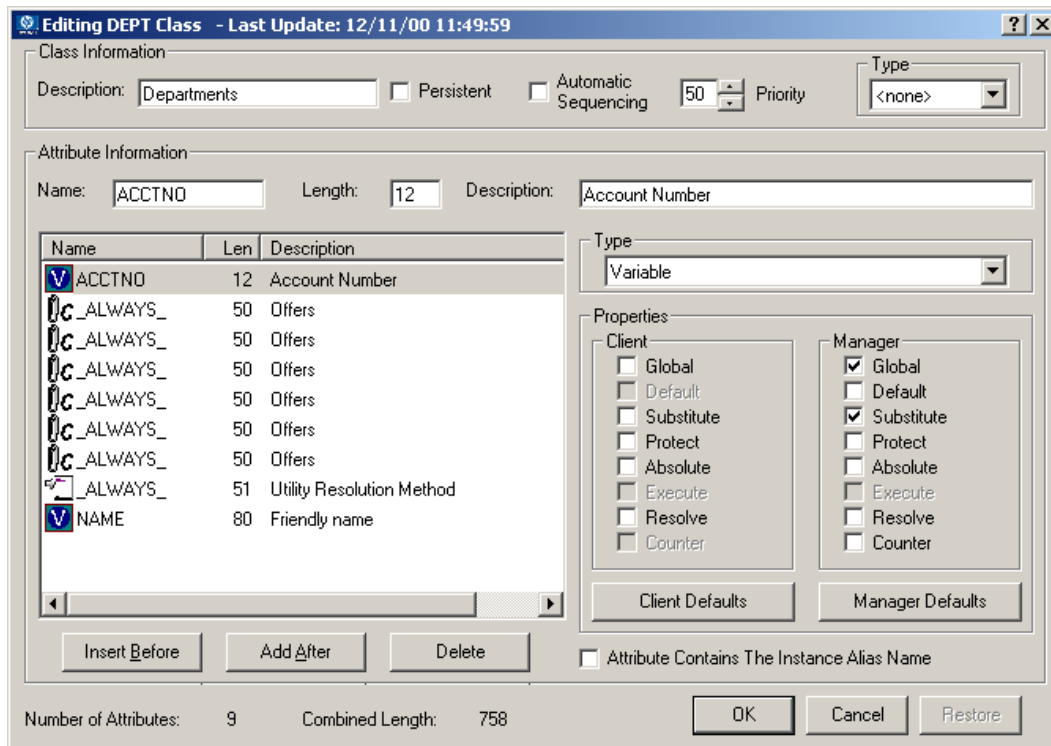 Editing DEPT Class - Last Update: 12/11/00 11:49:59
Class Information
Description: Departments Persistent Automatic Sequencing 50 Priority Type <none>
Attribute Information
Name: ACCTNO Length: 12 Description: Account Number
Name Len Description
ACCTNO 12 Account Number
_ALWAYS_ 50 Offers
_ALWAYS_ 50 Offers
_ALWAYS_ 50 Offers
_ALWAYS_ 50 Offers
_ALWAYS_ 50 Offers
_ALWAYS_ 50 Offers
_ALWAYS_ 51 Utility Resolution Method
NAME 80 Friendly name
Insert Before Add After Delete
Type
Variable
Properties
Client
Global
Default
Substitute
Protect
Absolute
Execute
Resolve
Counter
Client Defaults
Manager
Global
Default
Substitute
Protect
Absolute
Execute
Resolve
Counter
Manager Defaults
Attribute Contains The Instance Alias Name
Number of Attributes: 9 Combined Length: 758
OK Cancel Restore